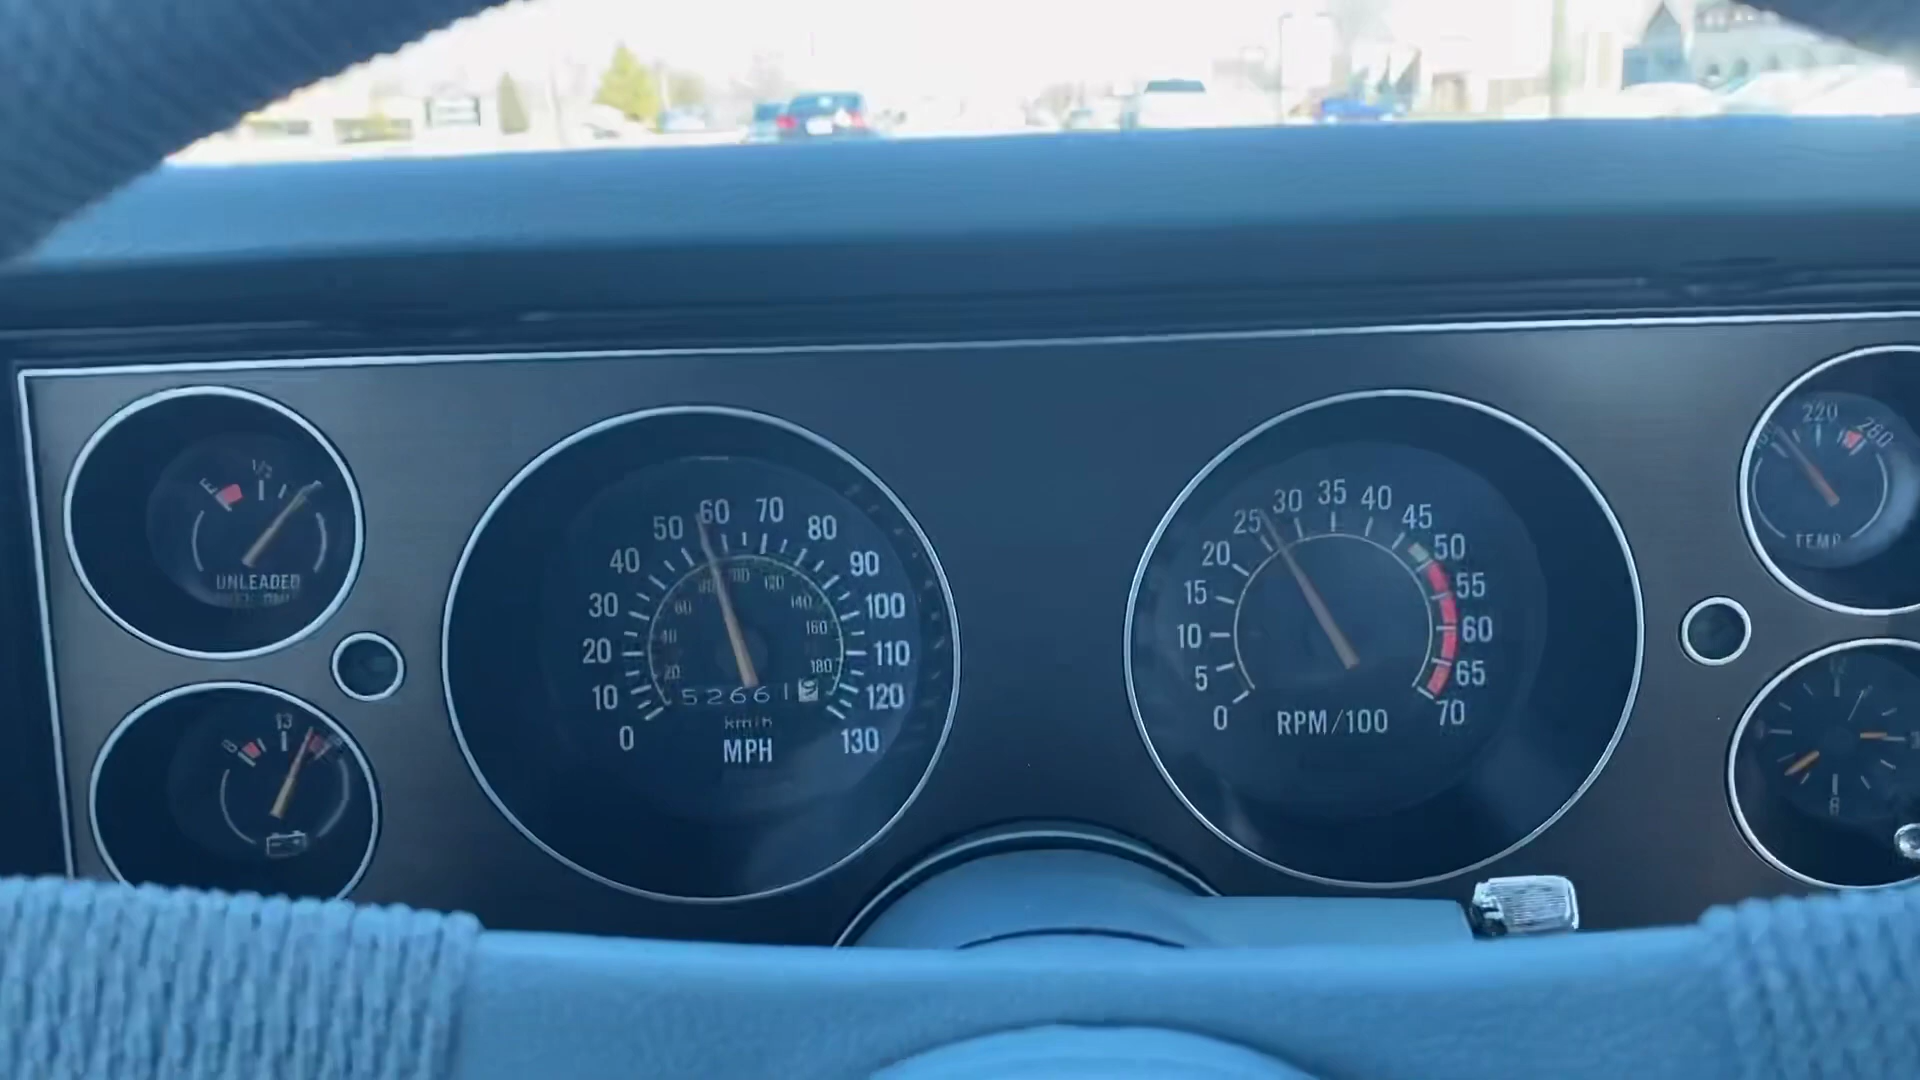 E 1/2
UNLEADED
8 13
0 10 20 30 40 50 60 70 80 90 100 110 120 130
20 40 60 80 100 120 140 160 180
52661 9
km/h
MPH
0 5 10 15 20 25 30 35 40 45 50 55 60 65 70
RPM/100
220 260
TEMP
12
6